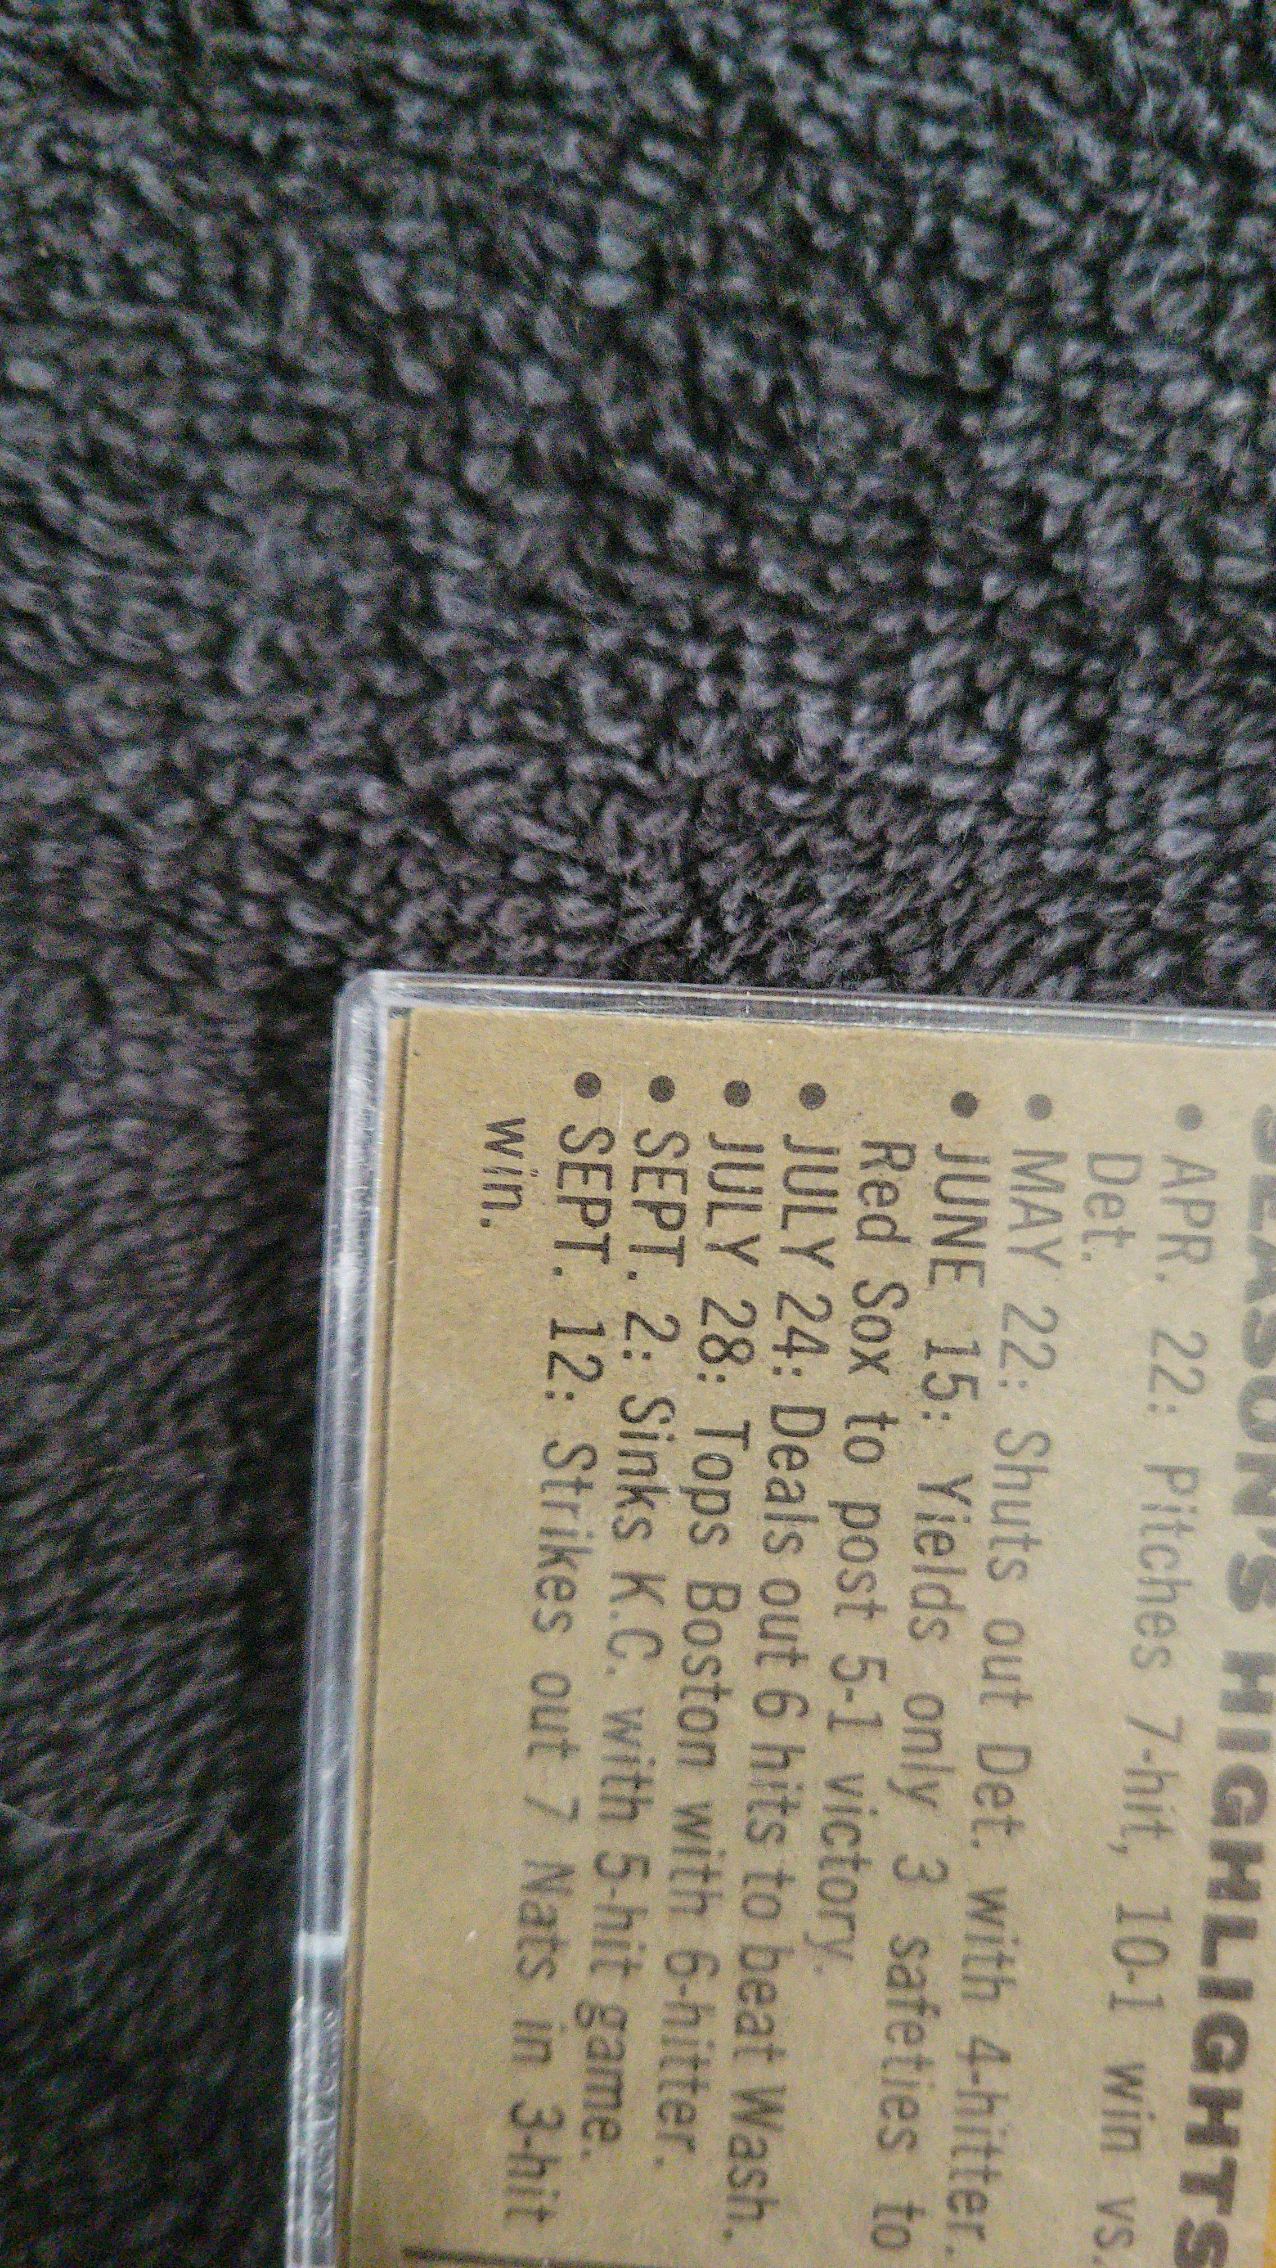 SEASON'S HIGHLIGHTS
• APR. 22: Pitches 7-hit, 10-1 win vs.
Det.
• MAY 22: Shuts out Det. with 4-hitter.
• JUNE 15: Yields only 3 safeties to
Red Sox to post 5-1 victory.
• JULY 24: Deals out 6 hits to beat Wash.
• JULY 28: Tops Boston with 6-hitter.
• SEPT. 2: Sinks K.C. with 5-hit game.
• SEPT. 12: Strikes out 7 Nats in 3-hit
win.